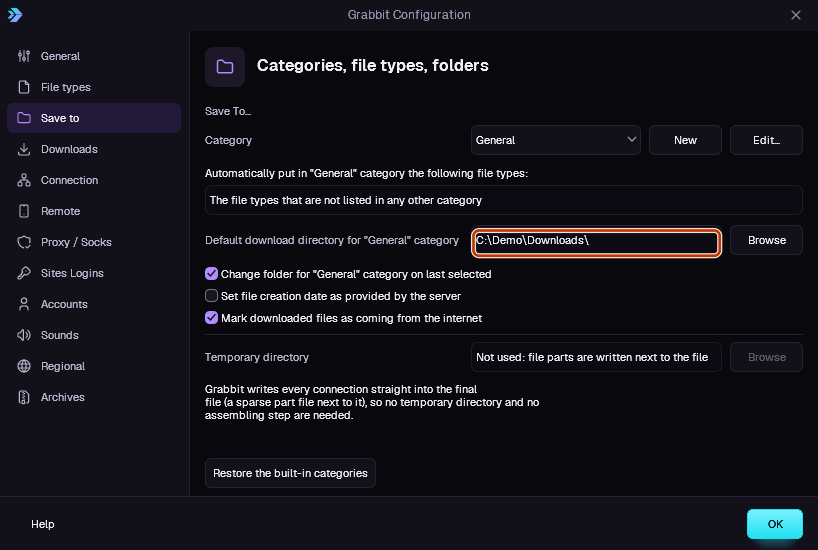 Grabbit Configuration
General
File types
Save to
Downloads
Connection
Remote
Proxy / Socks
Sites Logins
Accounts
Sounds
Regional
Archives
Categories, file types, folders
Save To...
Category
General
New
Edit...
Automatically put in "General" category the following file types:
The file types that are not listed in any other category
Default download directory for "General" category
C:\Demo\Downloads\
Browse
Change folder for "General" category on last selected
Set file creation date as provided by the server
Mark downloaded files as coming from the internet
Temporary directory
Not used: file parts are written next to the file
Browse
Grabbit writes every connection straight into the final
file (a sparse part file next to it), so no temporary directory and no
assembling step are needed.
Restore the built-in categories
Help
OK